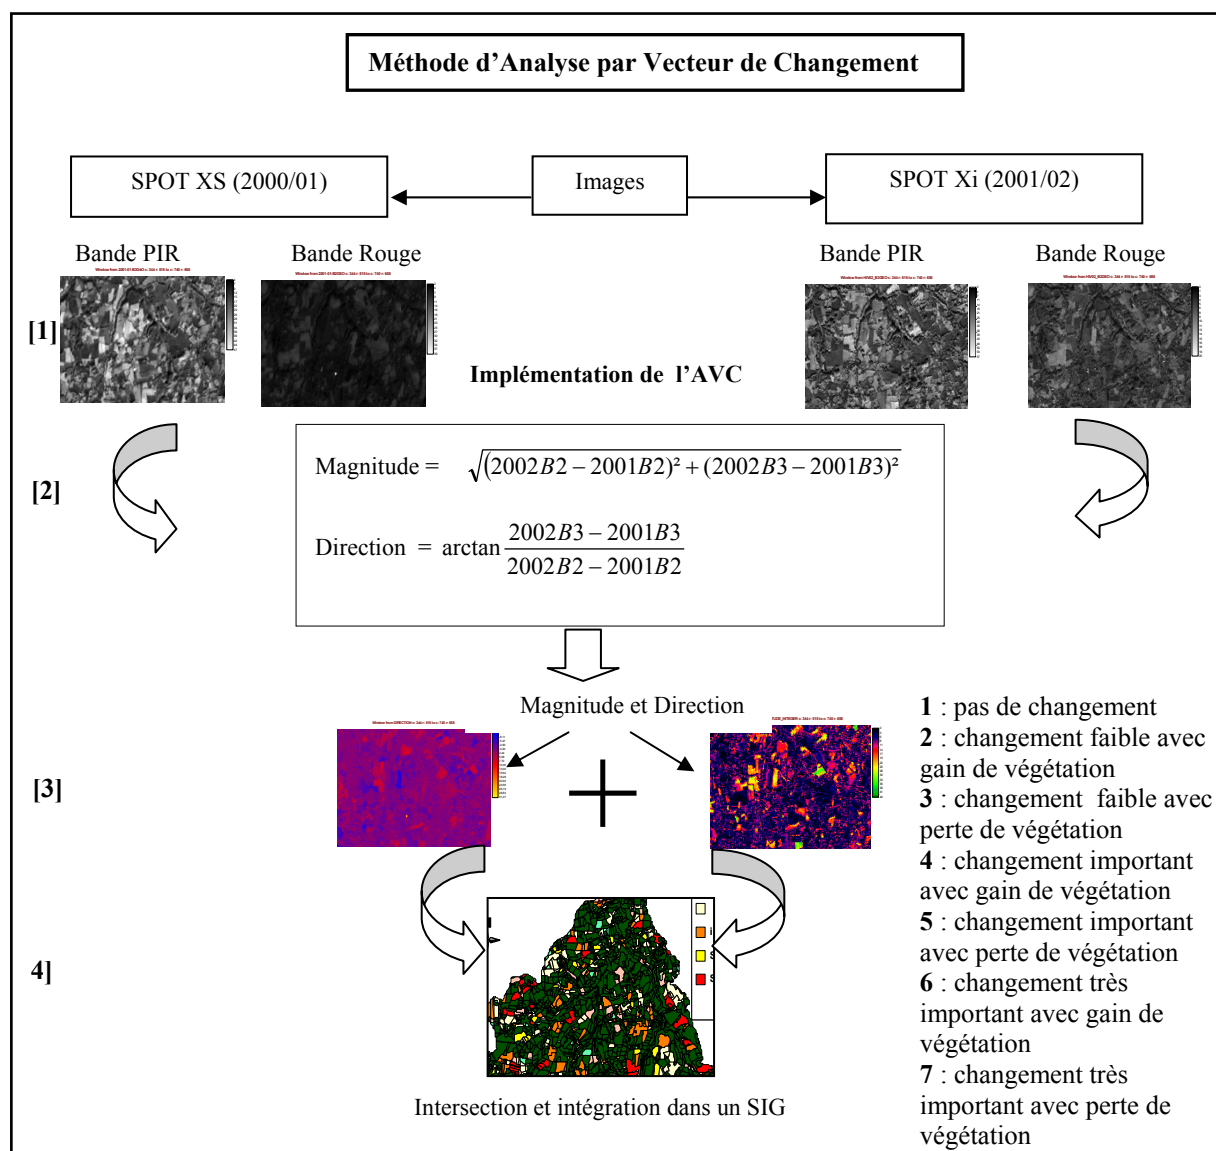 Méthode d'Analyse par Vecteur de Changement
SPOT XS (2000/01)
Images
SPOT Xi (2001/02)
Bande PIR
Bande Rouge
Bande PIR
Bande Rouge
[1]
Implémentation de l'AVC
[2]
Magnitude = √(2002B2 − 2001B2)² + (2002B3 − 2001B3)²
Direction = arctan (2002B3 − 2001B3) / (2002B2 − 2001B2)
Magnitude et Direction
[3]
4]
Intersection et intégration dans un SIG
1 : pas de changement
2 : changement faible avec
gain de végétation
3 : changement faible avec
perte de végétation
4 : changement important
avec gain de végétation
5 : changement important
avec perte de végétation
6 : changement très
important avec gain de
végétation
7 : changement très
important avec perte de
végétation